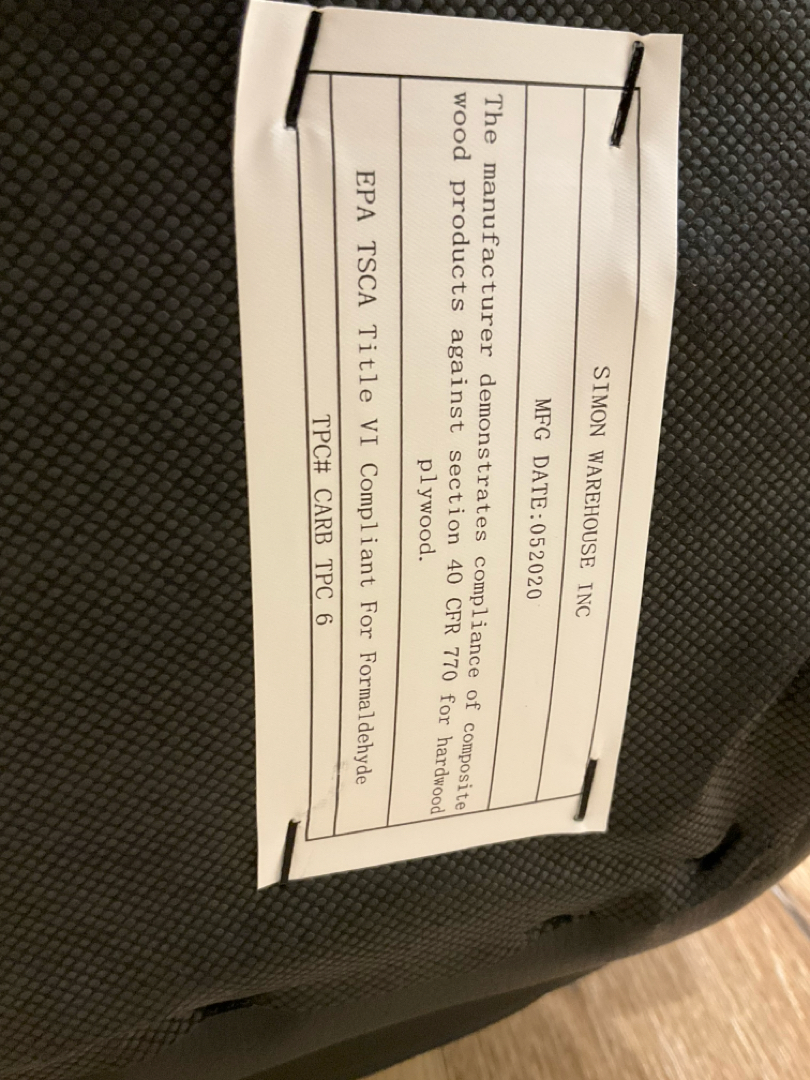 SIMON WAREHOUSE INC
MFG DATE:052020
The manufacturer demonstrates compliance of composite
wood products against section 40 CFR 770 for hardwood
plywood.
EPA TSCA Title VI Compliant For Formaldehyde
TPC# CARB TPC 6